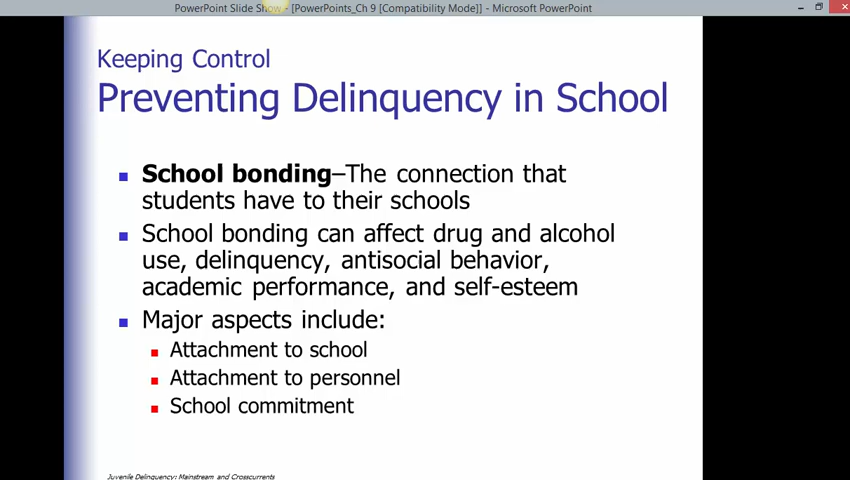 PowerPoint Slide Show - [PowerPoints_Ch 9 [Compatibility Mode]] - Microsoft PowerPoint
Keeping Control
Preventing Delinquency in School
School bonding–The connection that
students have to their schools
School bonding can affect drug and alcohol
use, delinquency, antisocial behavior,
academic performance, and self-esteem
Major aspects include:
Attachment to school
Attachment to personnel
School commitment
Juvenile Delinquency: Mainstream and Crosscurrents